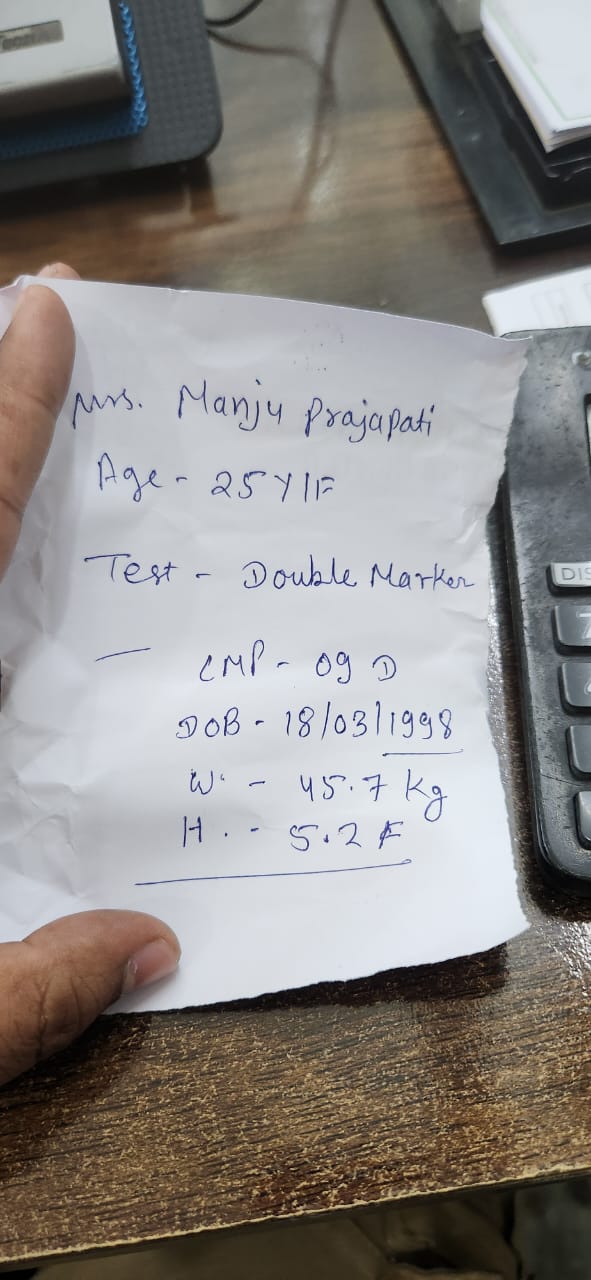 Mrs. Manju Prajapati
Age - 25Y/F
Test - Double Marker
— LMP - 09 D
DOB - 18/03/1998
W. - 45.7 Kg
H. - 5.2 F
DIS